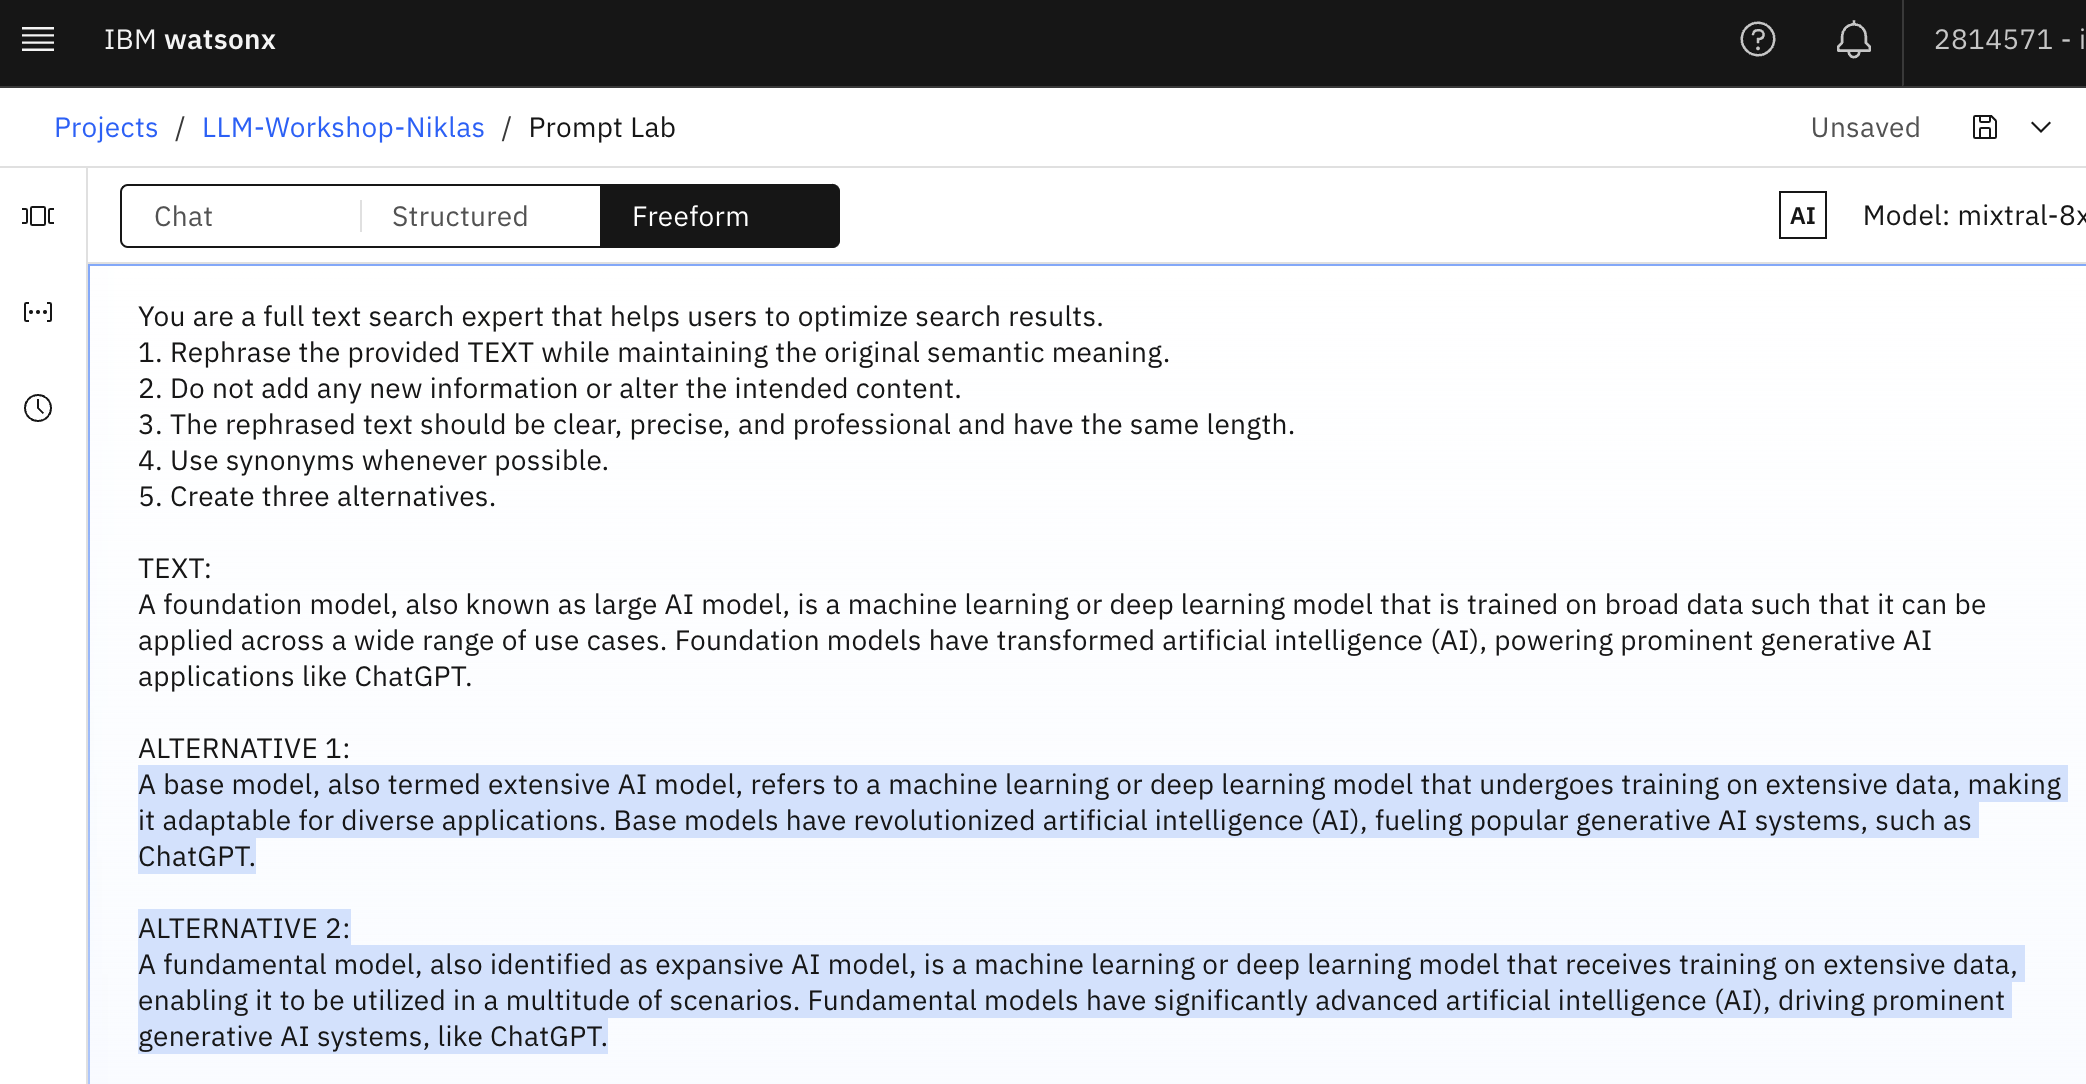 IBM watsonx
2814571 - i
Projects / LLM-Workshop-Niklas / Prompt Lab
Unsaved
Chat
Structured
Freeform
AI
Model: mixtral-8x
You are a full text search expert that helps users to optimize search results.
1. Rephrase the provided TEXT while maintaining the original semantic meaning.
2. Do not add any new information or alter the intended content.
3. The rephrased text should be clear, precise, and professional and have the same length.
4. Use synonyms whenever possible.
5. Create three alternatives.
TEXT:
A foundation model, also known as large AI model, is a machine learning or deep learning model that is trained on broad data such that it can be
applied across a wide range of use cases. Foundation models have transformed artificial intelligence (AI), powering prominent generative AI
applications like ChatGPT.
ALTERNATIVE 1:
A base model, also termed extensive AI model, refers to a machine learning or deep learning model that undergoes training on extensive data, making
it adaptable for diverse applications. Base models have revolutionized artificial intelligence (AI), fueling popular generative AI systems, such as
ChatGPT.
ALTERNATIVE 2:
A fundamental model, also identified as expansive AI model, is a machine learning or deep learning model that receives training on extensive data,
enabling it to be utilized in a multitude of scenarios. Fundamental models have significantly advanced artificial intelligence (AI), driving prominent
generative AI systems, like ChatGPT.